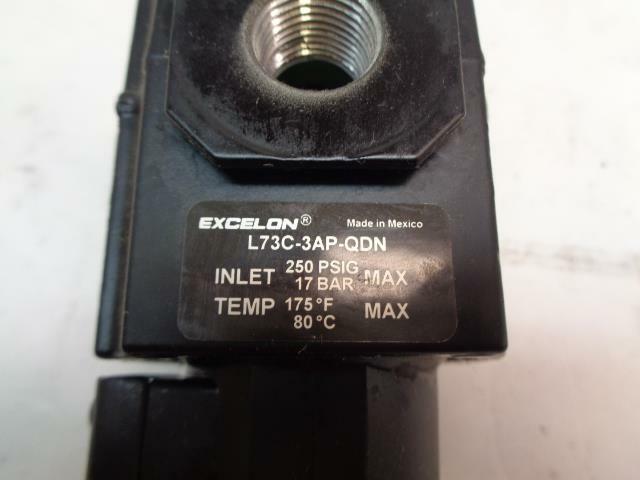 EXCELON® Made in Mexico
L73C-3AP-QDN
INLET 250 PSIG 17 BAR MAX
TEMP 175°F 80°C MAX